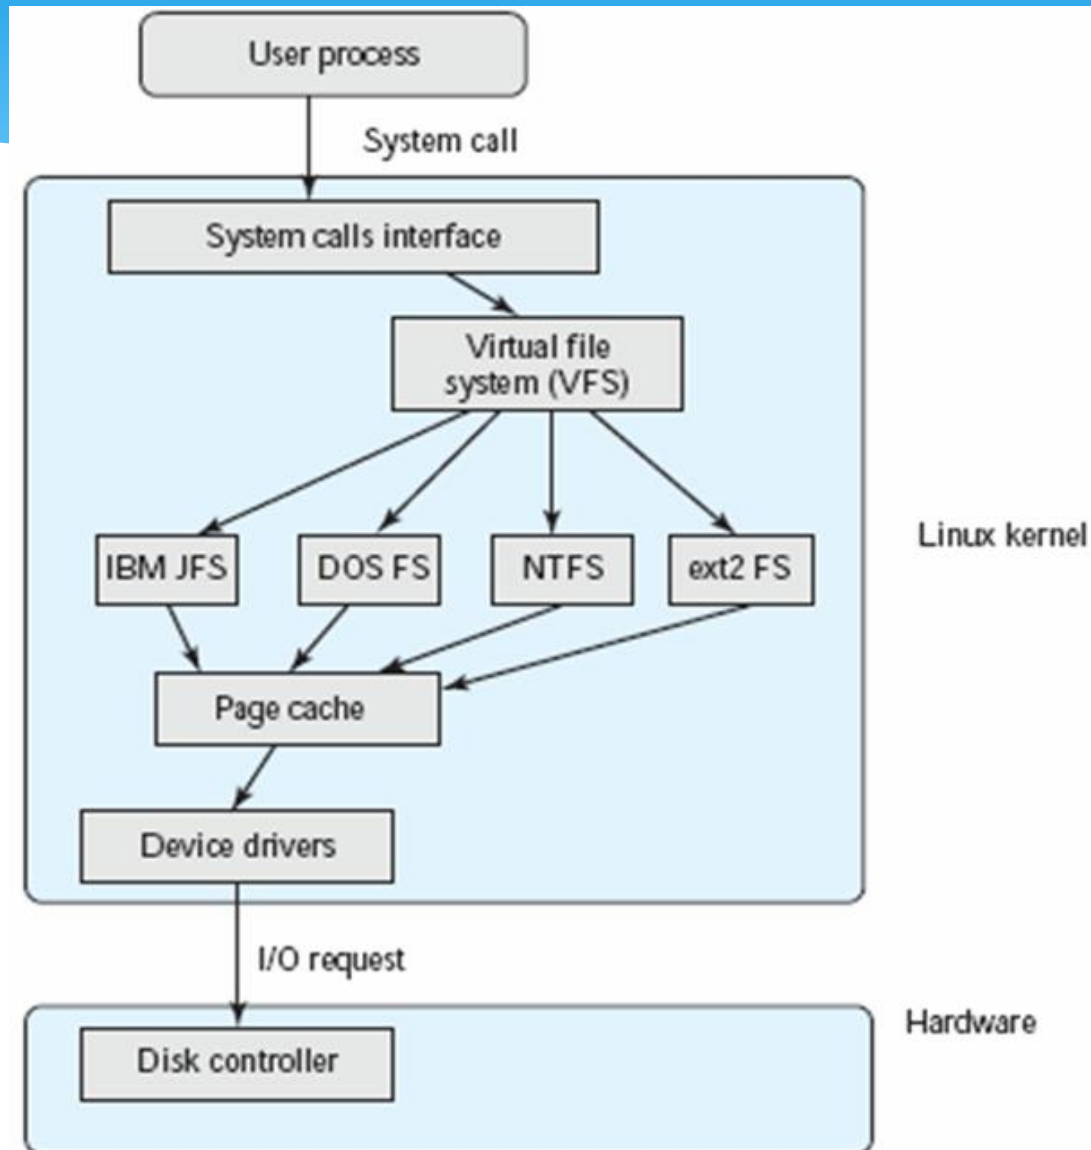 User process
System call
System calls interface
Virtual file
system (VFS)
IBM JFS
DOS FS
NTFS
ext2 FS
Linux kernel
Page cache
Device drivers
I/O request
Hardware
Disk controller